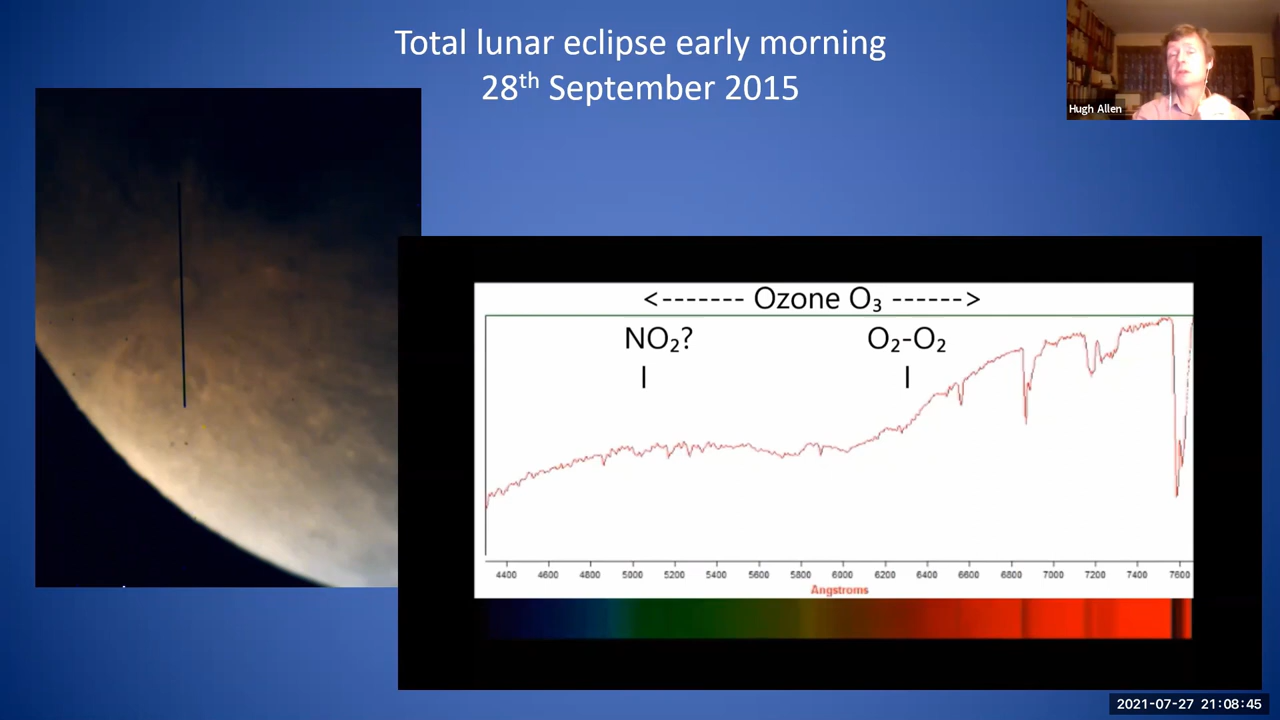 Total lunar eclipse early morning
28th September 2015
Hugh Allen
<------- Ozone O₃ ------>
NO₂? O₂-O₂
4400 4600 4800 5000 5200 5400 5600 5800 6000 6200 6400 6600 6800 7000 7200 7400 7600
Angstroms
2021-07-27 21:08:45